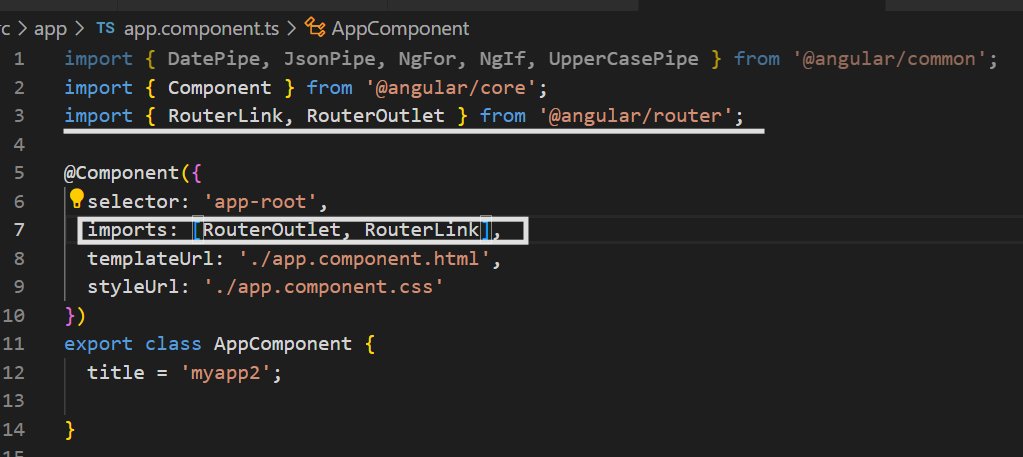 rc > app > TS app.component.ts > AppComponent
1 import { DatePipe, JsonPipe, NgFor, NgIf, UpperCasePipe } from '@angular/common';
2 import { Component } from '@angular/core';
3 import { RouterLink, RouterOutlet } from '@angular/router';
4
5 @Component({
6 selector: 'app-root',
7 imports: [RouterOutlet, RouterLink],
8 templateUrl: './app.component.html',
9 styleUrl: './app.component.css'
10 })
11 export class AppComponent {
12 title = 'myapp2';
13
14 }
15